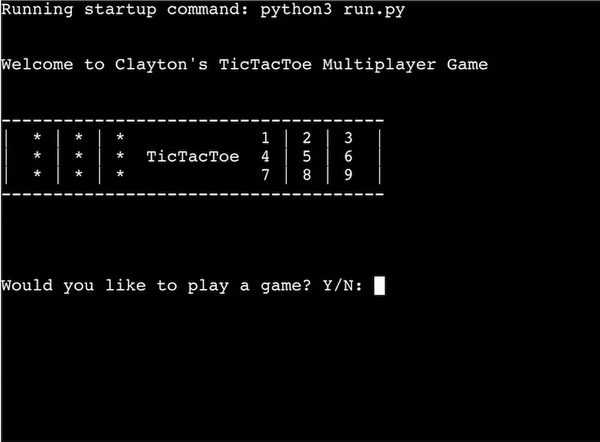 Running startup command: python3 run.py
Welcome to Clayton's TicTacToe Multiplayer Game
-------------------------------------
|  * | * | *  TicTacToe  1 | 2 | 3  |
|  * | * | *  TicTacToe  4 | 5 | 6  |
|  * | * | *             7 | 8 | 9  |
-------------------------------------
Would you like to play a game? Y/N: